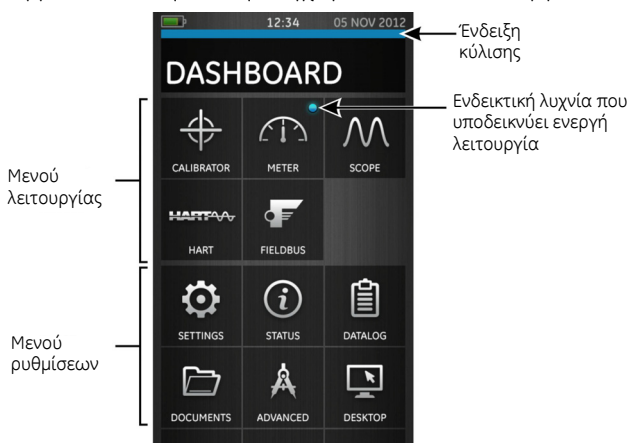 12:34 05 NOV 2012
Ένδειξη
κύλισης
DASHBOARD
Ενδεικτική λυχνία που
υποδεικνύει ενεργή
λειτουργία
CALIBRATOR METER SCOPE
Μενού
λειτουργίας
HART
HART FIELDBUS
SETTINGS STATUS DATALOG
Μενού
ρυθμίσεων
DOCUMENTS ADVANCED DESKTOP